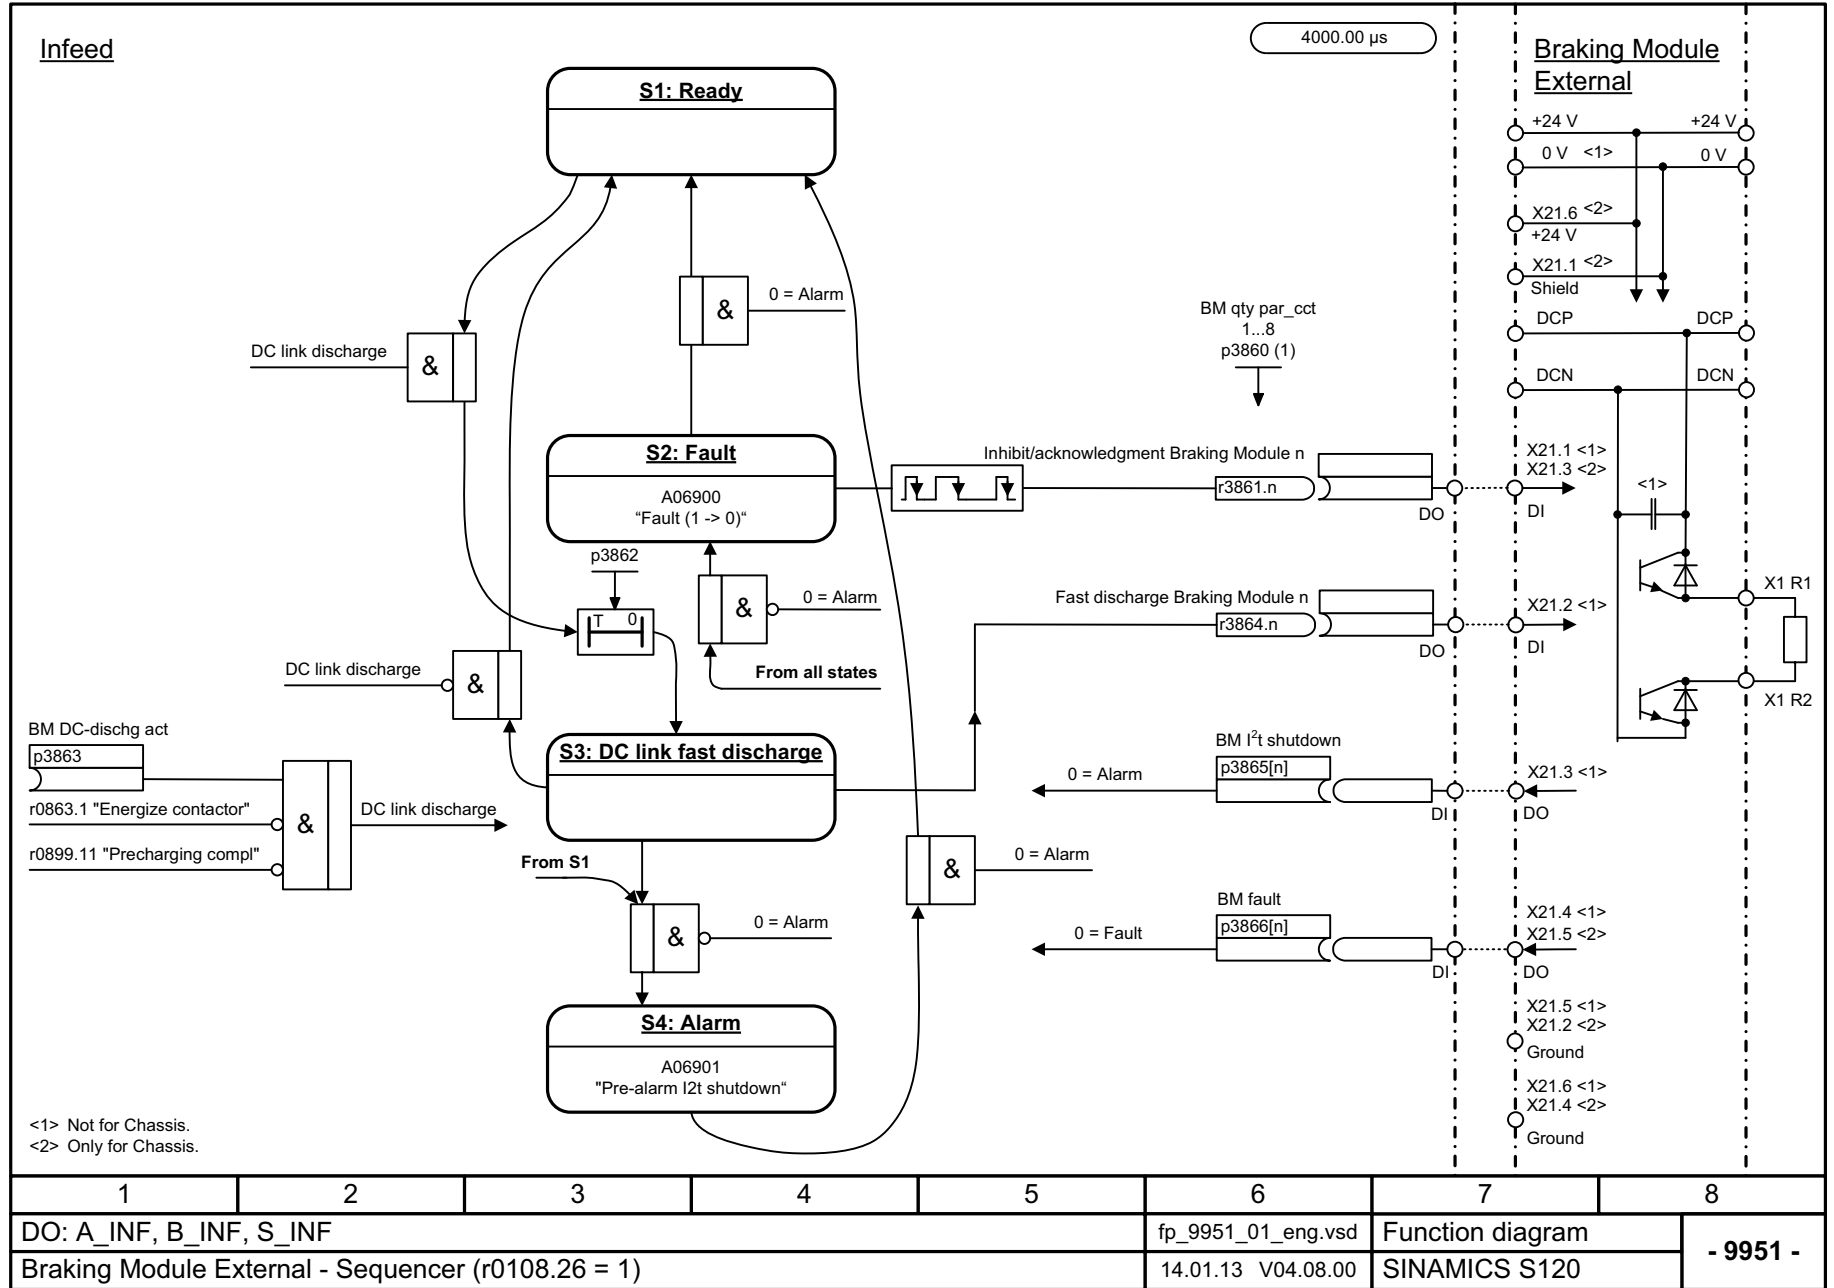 Infeed
4000.00 µs
Braking Module
External
S1: Ready
+24 V
+24 V
0 V <1>
0 V
X21.6 <2>
+24 V
X21.1 <2>
Shield
&
0 = Alarm
BM qty par_cct
1...8
p3860 (1)
DCP
DCP
DC link discharge
&
DCN
DCN
S2: Fault
A06900
“Fault (1 -> 0)“
Inhibit/acknowledgment Braking Module n
r3861.n
DO
X21.1 <1>
X21.3 <2>
DI
<1>
p3862
T 0
&
0 = Alarm
From all states
Fast discharge Braking Module n
r3864.n
DO
X21.2 <1>
DI
X1 R1
X1 R2
DC link discharge
&
BM DC-dischg act
p3863
r0863.1 "Energize contactor"
r0899.11 "Precharging compl"
&
DC link discharge
S3: DC link fast discharge
BM I²t shutdown
p3865[n]
0 = Alarm
DI
X21.3 <1>
DO
From S1
&
0 = Alarm
&
0 = Alarm
BM fault
p3866[n]
0 = Fault
DI
X21.4 <1>
X21.5 <2>
DO
S4: Alarm
A06901
"Pre-alarm I2t shutdown“
X21.5 <1>
X21.2 <2>
Ground
X21.6 <1>
X21.4 <2>
Ground
<1> Not for Chassis.
<2> Only for Chassis.
1 2 3 4 5 6 7 8
DO: A_INF, B_INF, S_INF
fp_9951_01_eng.vsd
Function diagram
- 9951 -
Braking Module External - Sequencer (r0108.26 = 1)
14.01.13 V04.08.00
SINAMICS S120